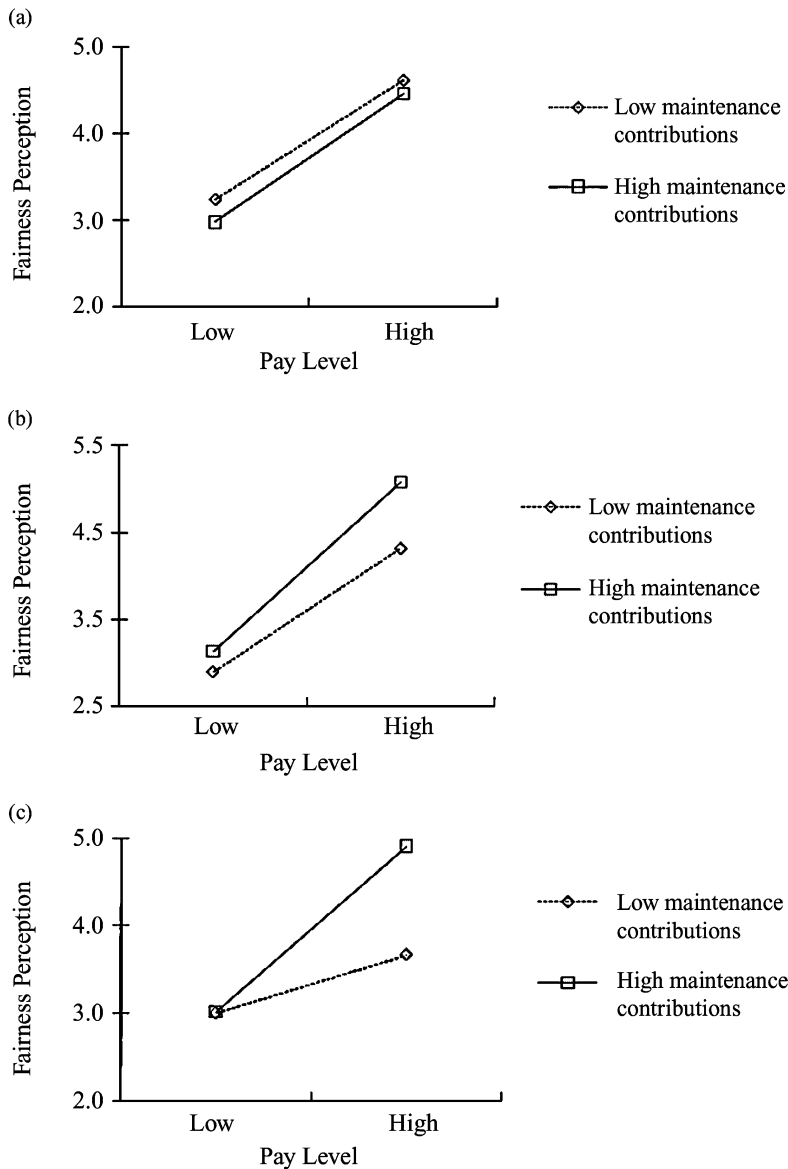 (a)
5.0
4.0
3.0
2.0
Fairness Perception
Low
High
Pay Level
Low maintenance
contributions
High maintenance
contributions
(b)
5.5
4.5
3.5
2.5
Fairness Perception
Low
High
Pay Level
Low maintenance
contributions
High maintenance
contributions
(c)
5.0
4.0
3.0
2.0
Fairness Perception
Low
High
Pay Level
Low maintenance
contributions
High maintenance
contributions